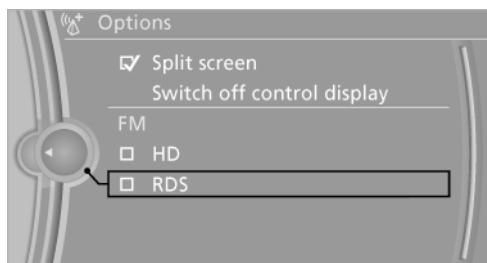 Options
Split screen
Switch off control display
FM
HD
RDS